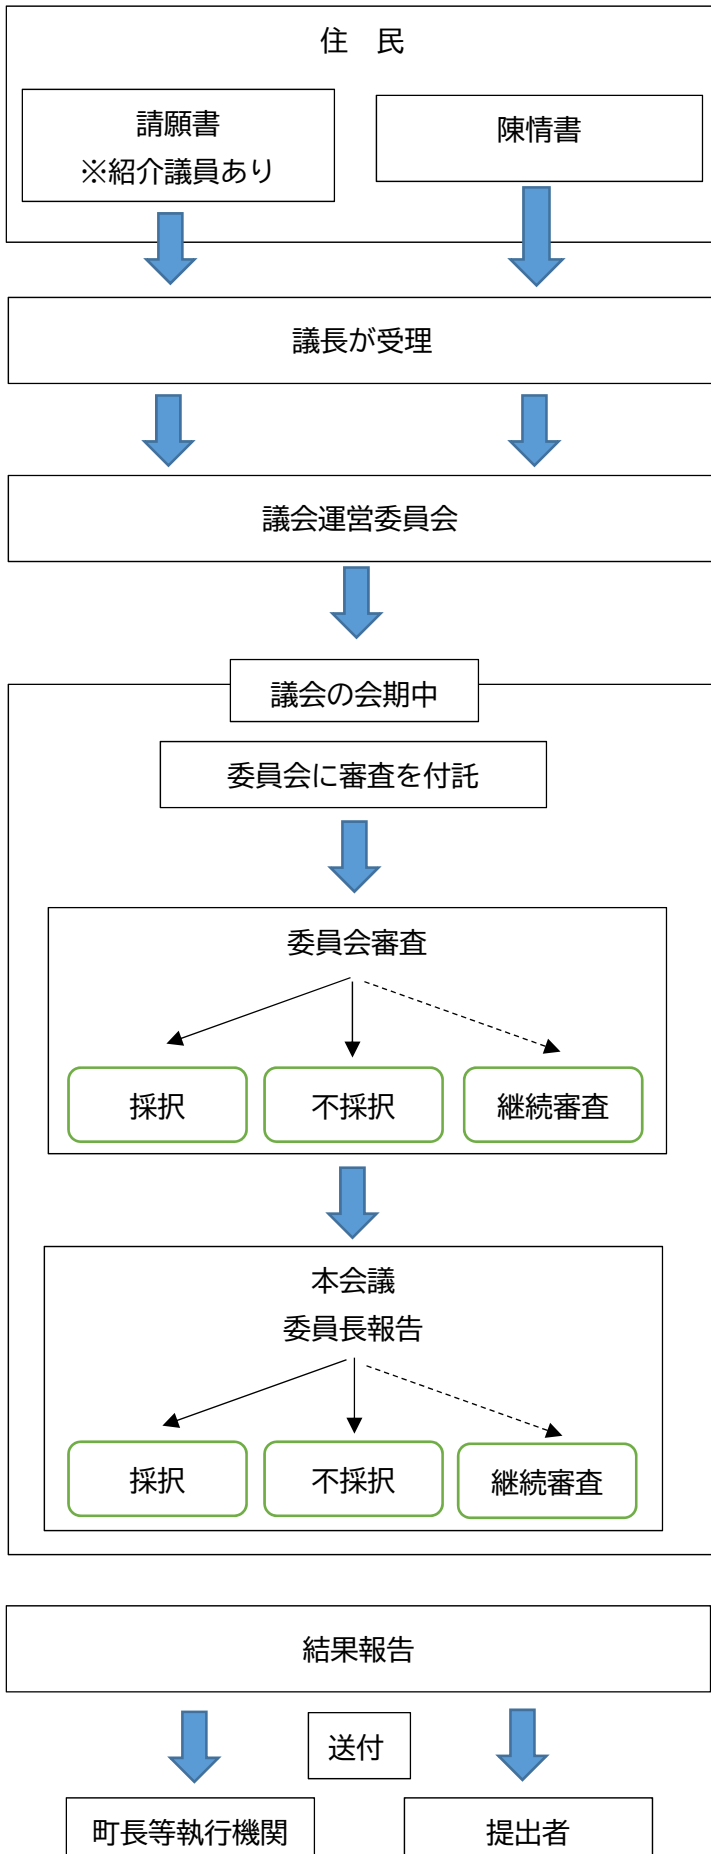 住　民
請願書
※紹介議員あり
陳情書
議長が受理
議会運営委員会
議会の会期中
委員会に審査を付託
委員会審査
採択
不採択
継続審査
本会議
委員長報告
採択
不採択
継続審査
結果報告
送付
町長等執行機関
提出者